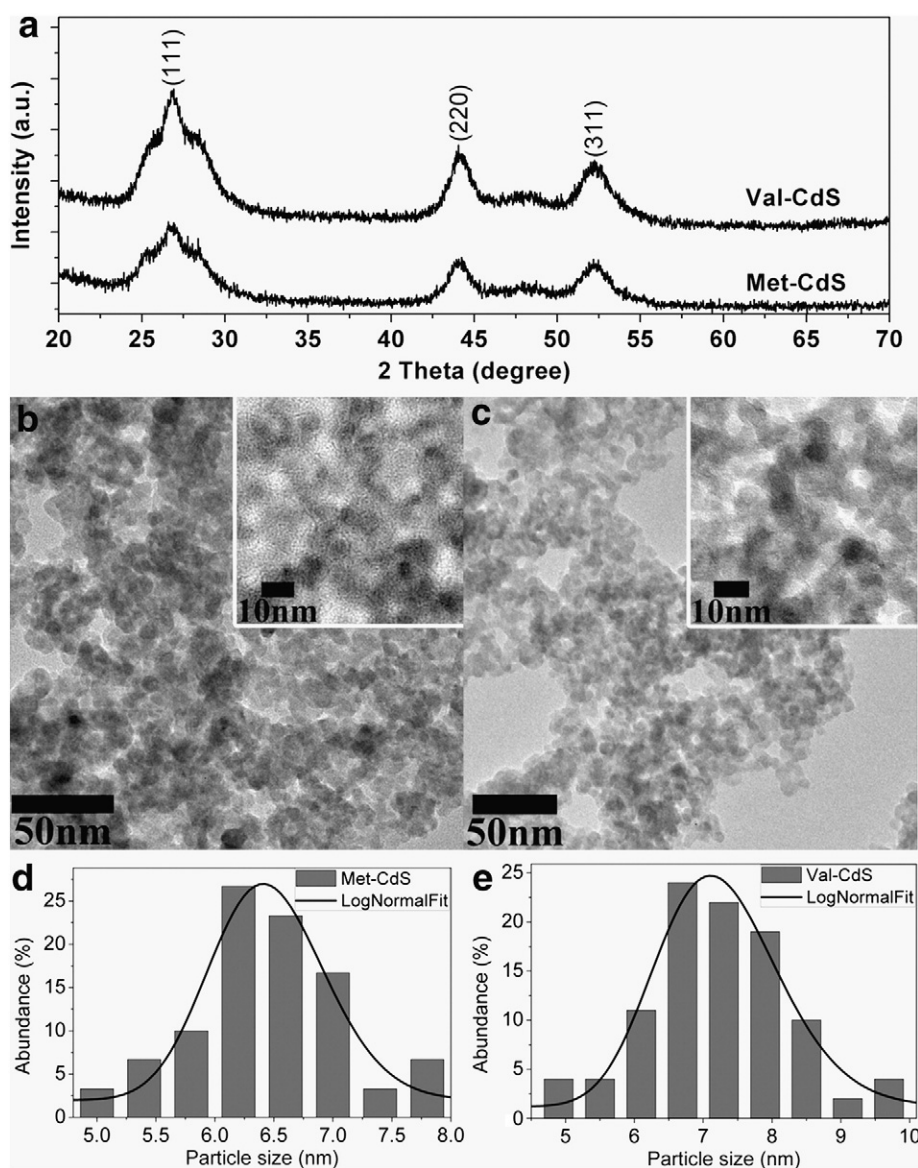 a
(111)
(220)
(311)
Val-CdS
Met-CdS
Intensity (a.u.)
20 25 30 35 40 45 50 55 60 65 70
2 Theta (degree)
b
10nm
50nm
c
10nm
50nm
d
Met-CdS
LogNormalFit
25
20
15
10
5
0
Abundance (%)
5.0 5.5 6.0 6.5 7.0 7.5 8.0
Particle size (nm)
e
Val-CdS
LogNormalFit
25
20
15
10
5
0
Abundance (%)
5 6 7 8 9 10
Particle size (nm)